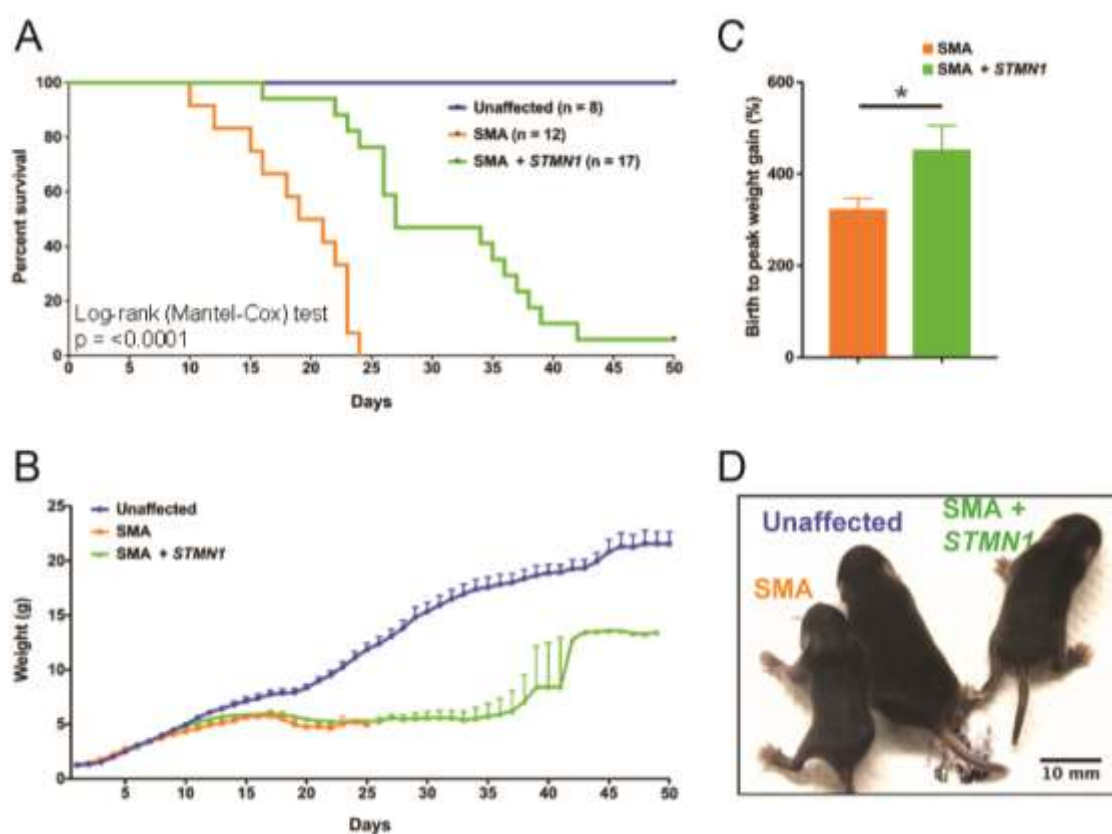 A
100
80
60
40
20
0
Percent survival
Unaffected (n = 8)
SMA (n = 12)
SMA + STMN1 (n = 17)
Log-rank (Mantel-Cox) test
p = <0.0001
0 5 10 15 20 25 30 35 40 45 50
Days
B
25
20
15
10
5
0
Weight (g)
Unaffected
SMA
SMA + STMN1
5 10 15 20 25 30 35 40 45 50
Days
C
SMA
SMA + STMN1
600
400
200
0
Birth to peak weight gain (%)
*
D
Unaffected
SMA +
STMN1
SMA
10 mm